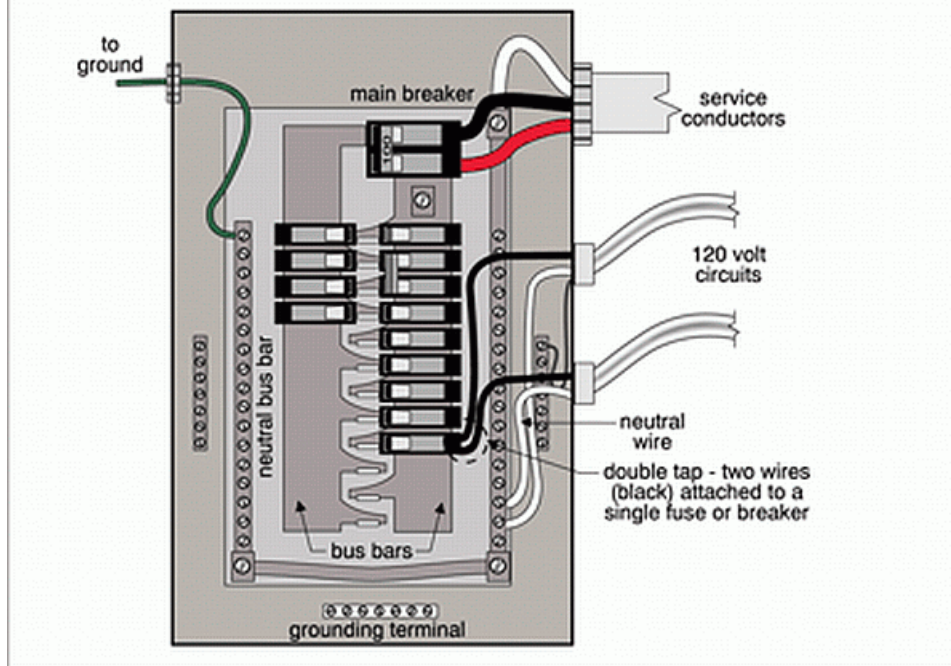 to
ground
main breaker
100
service
conductors
120 volt
circuits
neutral bus bar
neutral
wire
double tap - two wires
(black) attached to a
single fuse or breaker
bus bars
grounding terminal